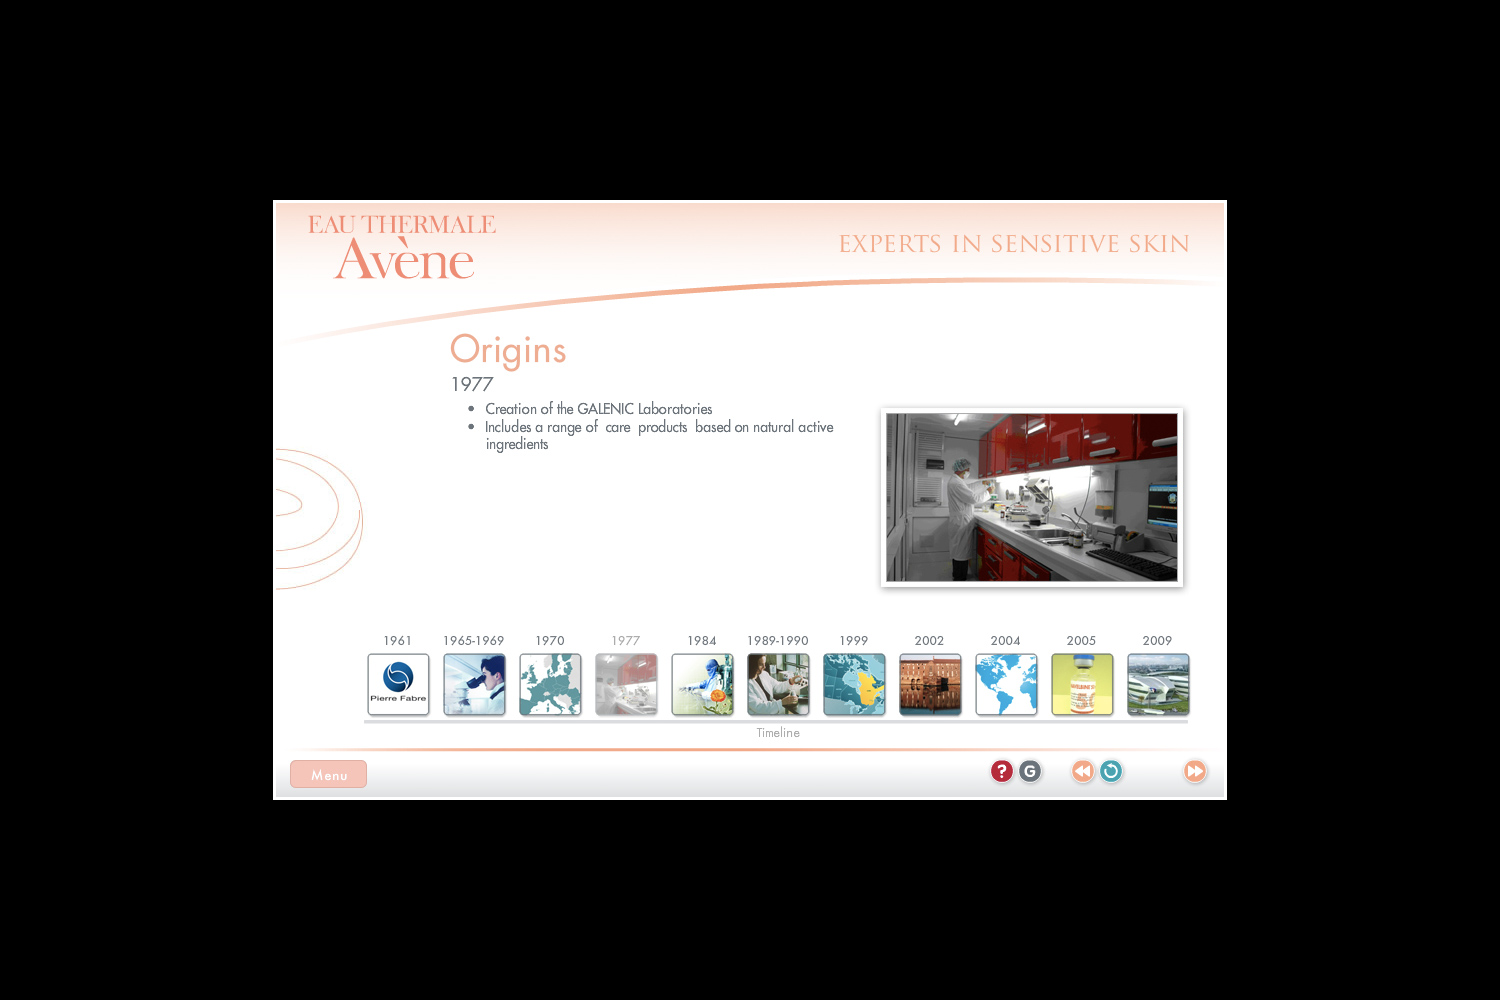 EAU THERMALE
Avène
EXPERTS IN SENSITIVE SKIN
Origins
1977
• Creation of the GALENIC Laboratories
• Includes a range of care products based on natural active
ingredients
1961 1965-1969 1970 1977 1984 1989-1990 1999 2002 2004 2005 2009
Pierre Fabre
Timeline
Menu
? G